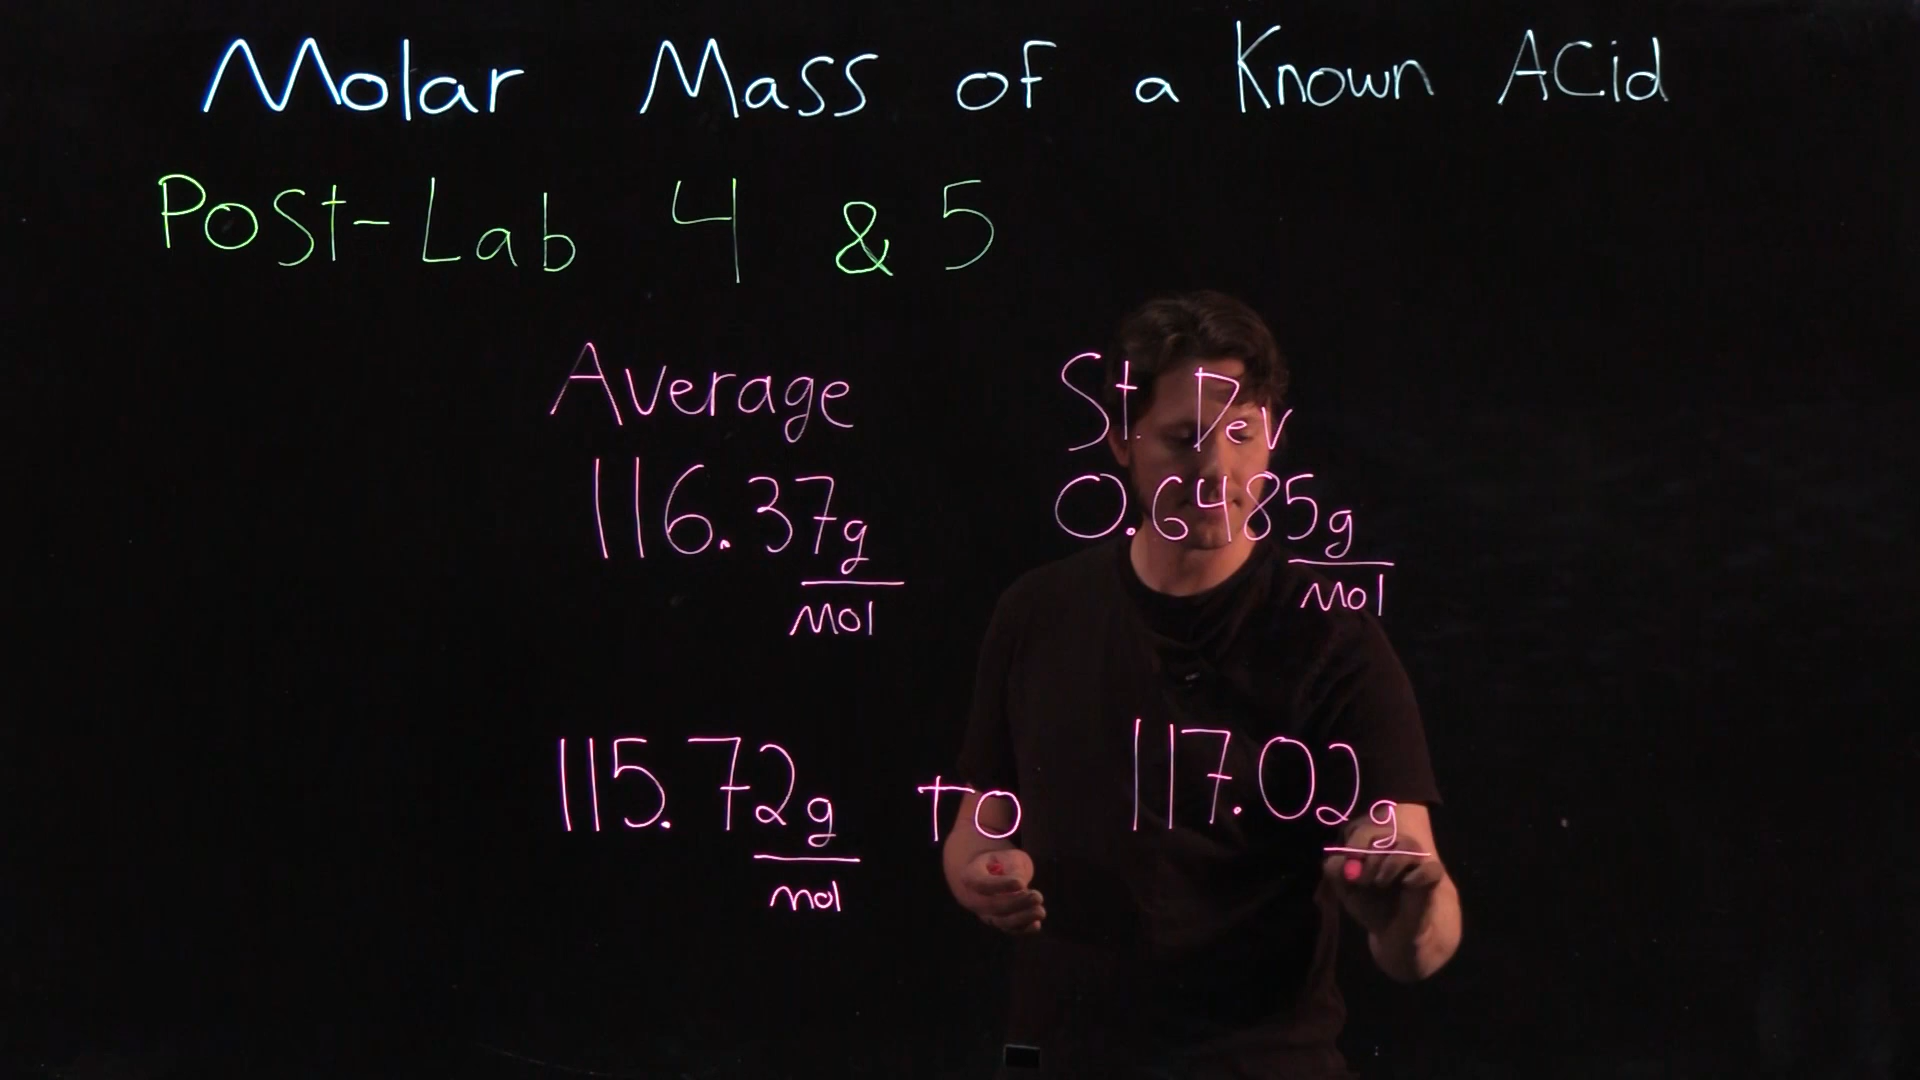 Molar Mass of a Known Acid
Post-Lab 4 & 5
Average St. Dev
116.37g 0.6485g
mol mol
115.72g to 117.02g
mol